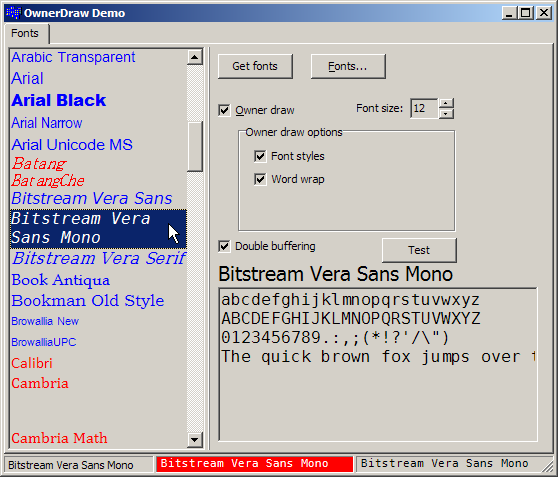 OwnerDraw Demo
Fonts
Arabic Transparent
Arial
Arial Black
Arial Narrow
Arial Unicode MS
Batang
BatangChe
Bitstream Vera Sans
Bitstream Vera
Sans Mono
Bitstream Vera Serif
Book Antiqua
Bookman Old Style
Browallia New
BrowalliaUPC
Calibri
Cambria
Cambria Math
Get fonts
Fonts...
Owner draw
Font size:
12
Owner draw options
Font styles
Word wrap
Double buffering
Test
Bitstream Vera Sans Mono
abcdefghijklmnopqrstuvwxyz
ABCDEFGHIJKLMNOPQRSTUVWXYZ
0123456789.:,;(*!?'/\")
The quick brown fox jumps over t
Bitstream Vera Sans Mono
Bitstream Vera Sans Mono
Bitstream Vera Sans Mono